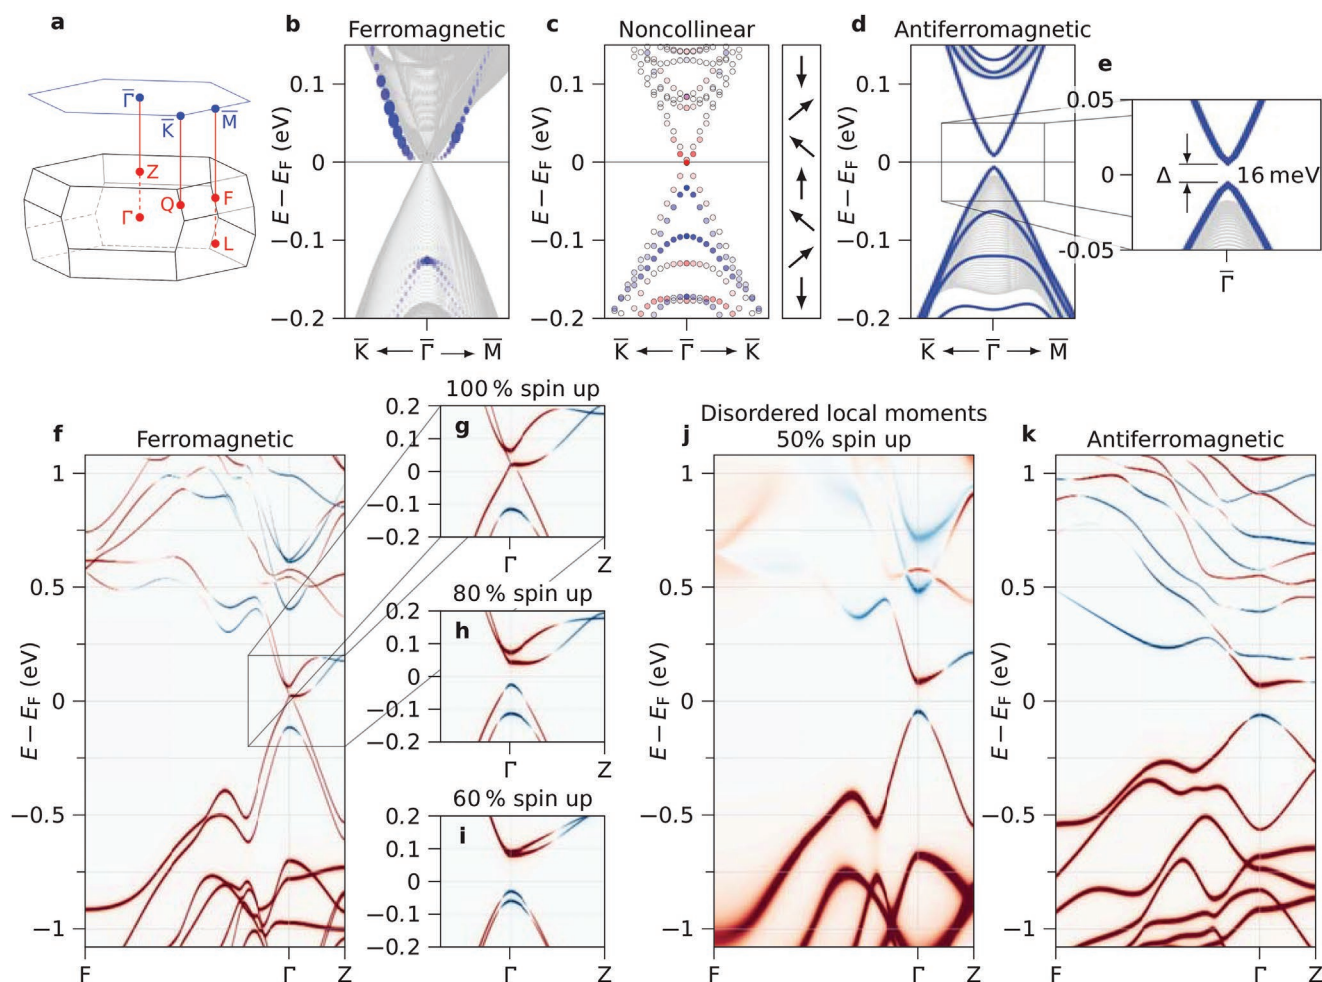 a
Γ̅
K̅
M̅
Z
Γ
Q
F
L
b
Ferromagnetic
E − E_F (eV)
0.1
0
−0.1
−0.2
K̅ ← Γ̅ → M̅
c
Noncollinear
E − E_F (eV)
0.1
0
−0.1
−0.2
K̅ ← Γ̅ → K̅
d
Antiferromagnetic
E − E_F (eV)
0.1
0
−0.1
−0.2
K̅ ← Γ̅ → M̅
e
0.05
0
-0.05
Δ
16 meV
Γ̅
f
Ferromagnetic
E − E_F (eV)
1
0.5
0
−0.5
−1
F Γ Z
100 % spin up
g
0.2
0.1
0
−0.1
−0.2
Γ Z
80 % spin up
h
0.2
0.1
0
−0.1
−0.2
Γ Z
60 % spin up
i
0.2
0.1
0
−0.1
−0.2
Γ Z
Disordered local moments
j
50% spin up
E − E_F (eV)
1
0.5
0
−0.5
−1
F Γ Z
k
Antiferromagnetic
E − E_F (eV)
1
0.5
0
−0.5
−1
F Γ Z